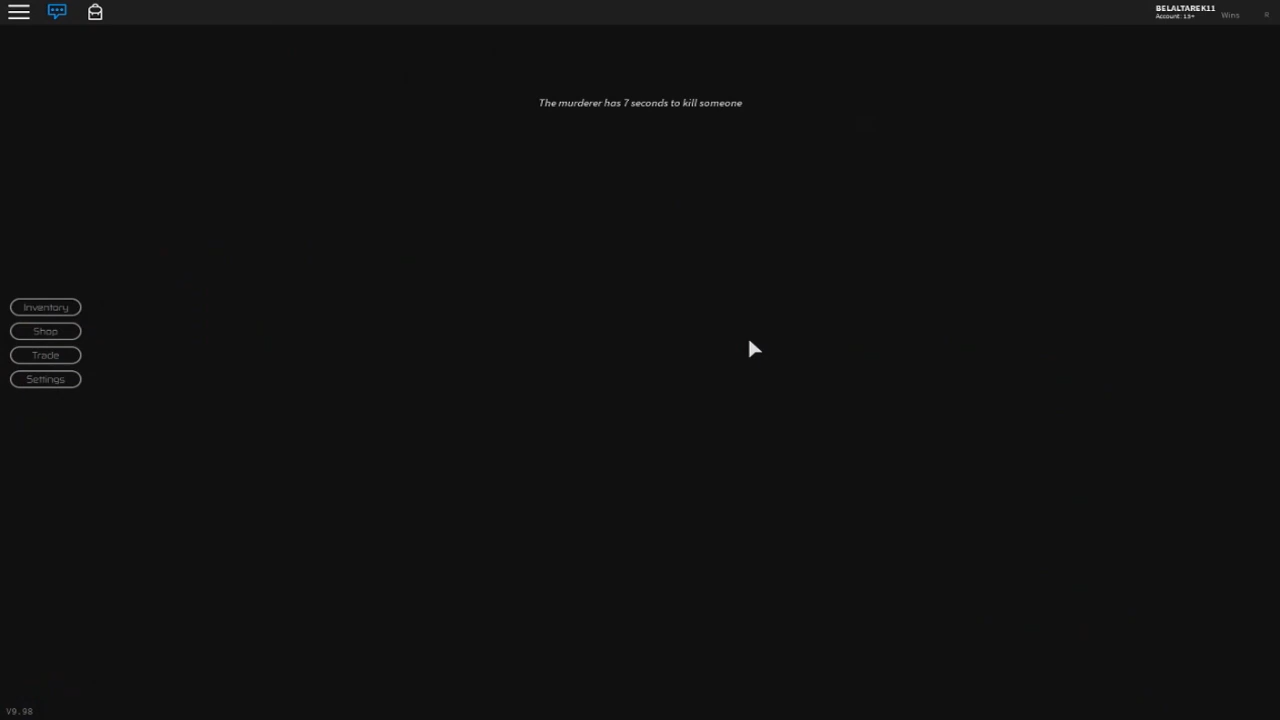 BELALTAREK11
Account: 13+
Wins
R
The murderer has 7 seconds to kill someone
Inventory
Shop
Trade
Settings
V9.98